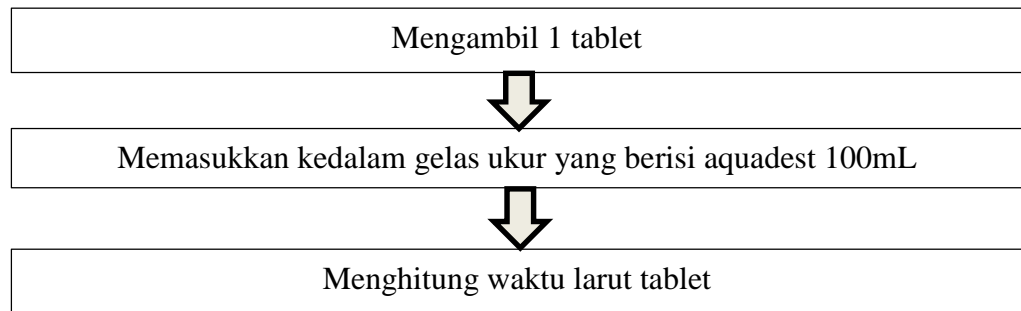 Mengambil 1 tablet
Memasukkan kedalam gelas ukur yang berisi aquadest 100mL
Menghitung waktu larut tablet